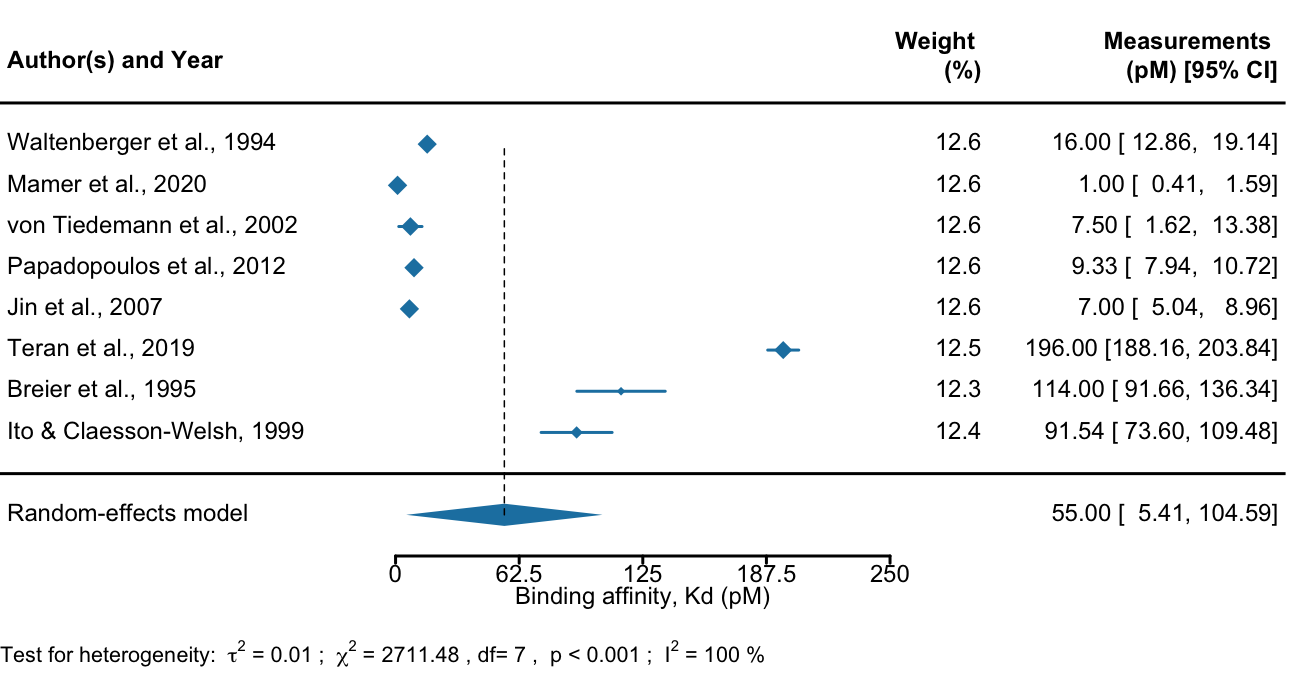 Author(s) and Year Weight (%) Measurements (pM) [95% CI]
Waltenberger et al., 1994 12.6 16.00 [ 12.86, 19.14]
Mamer et al., 2020 12.6 1.00 [ 0.41, 1.59]
von Tiedemann et al., 2002 12.6 7.50 [ 1.62, 13.38]
Papadopoulos et al., 2012 12.6 9.33 [ 7.94, 10.72]
Jin et al., 2007 12.6 7.00 [ 5.04, 8.96]
Teran et al., 2019 12.5 196.00 [188.16, 203.84]
Breier et al., 1995 12.3 114.00 [ 91.66, 136.34]
Ito & Claesson-Welsh, 1999 12.4 91.54 [ 73.60, 109.48]
Random-effects model 55.00 [ 5.41, 104.59]
0 62.5 125 187.5 250
Binding affinity, Kd (pM)
Test for heterogeneity: τ² = 0.01 ; χ² = 2711.48 , df= 7 , p < 0.001 ; I² = 100 %